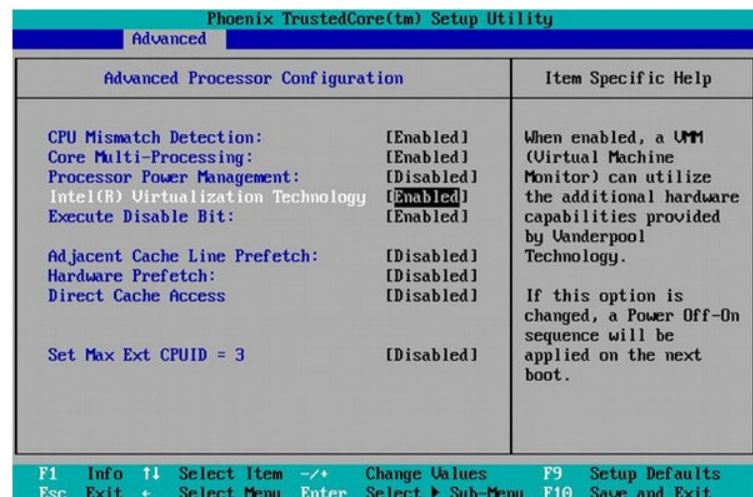 Phoenix TrustedCore(tm) Setup Utility
Advanced
Advanced Processor Configuration
Item Specific Help
CPU Mismatch Detection: [Enabled]
Core Multi-Processing: [Enabled]
Processor Power Management: [Disabled]
Intel(R) Virtualization Technology [Enabled]
Execute Disable Bit: [Enabled]
Adjacent Cache Line Prefetch: [Disabled]
Hardware Prefetch: [Disabled]
Direct Cache Access [Disabled]
Set Max Ext CPUID = 3 [Disabled]
When enabled, a VMM
(Virtual Machine
Monitor) can utilize
the additional hardware
capabilities provided
by Vanderpool
Technology.
If this option is
changed, a Power Off-On
sequence will be
applied on the next
boot.
F1 Info ↑↓ Select Item -/+ Change Values F9 Setup Defaults
Esc Exit ← Select Menu Enter Select ▶ Sub-Menu F10 Save and Exit